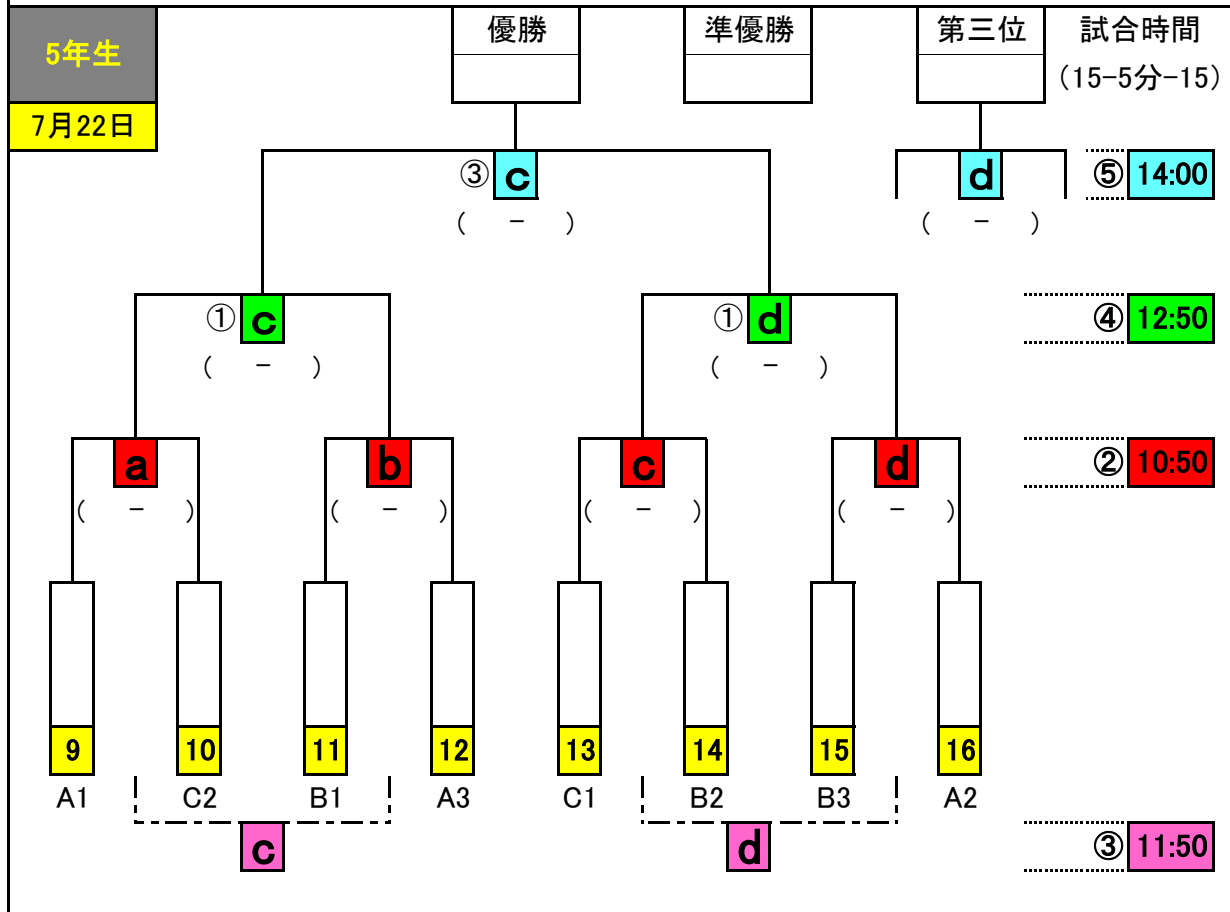 5年生
7月22日
優勝 準優勝 第三位 試合時間
(15-5分-15)
③ c d ⑤ 14:00
( - ) ( - )
① c ① d ④ 12:50
( - ) ( - )
a b c d ② 10:50
( - ) ( - ) ( - ) ( - )
9 10 11 12 13 14 15 16
A1 C2 B1 A3 C1 B2 B3 A2
c d ③ 11:50